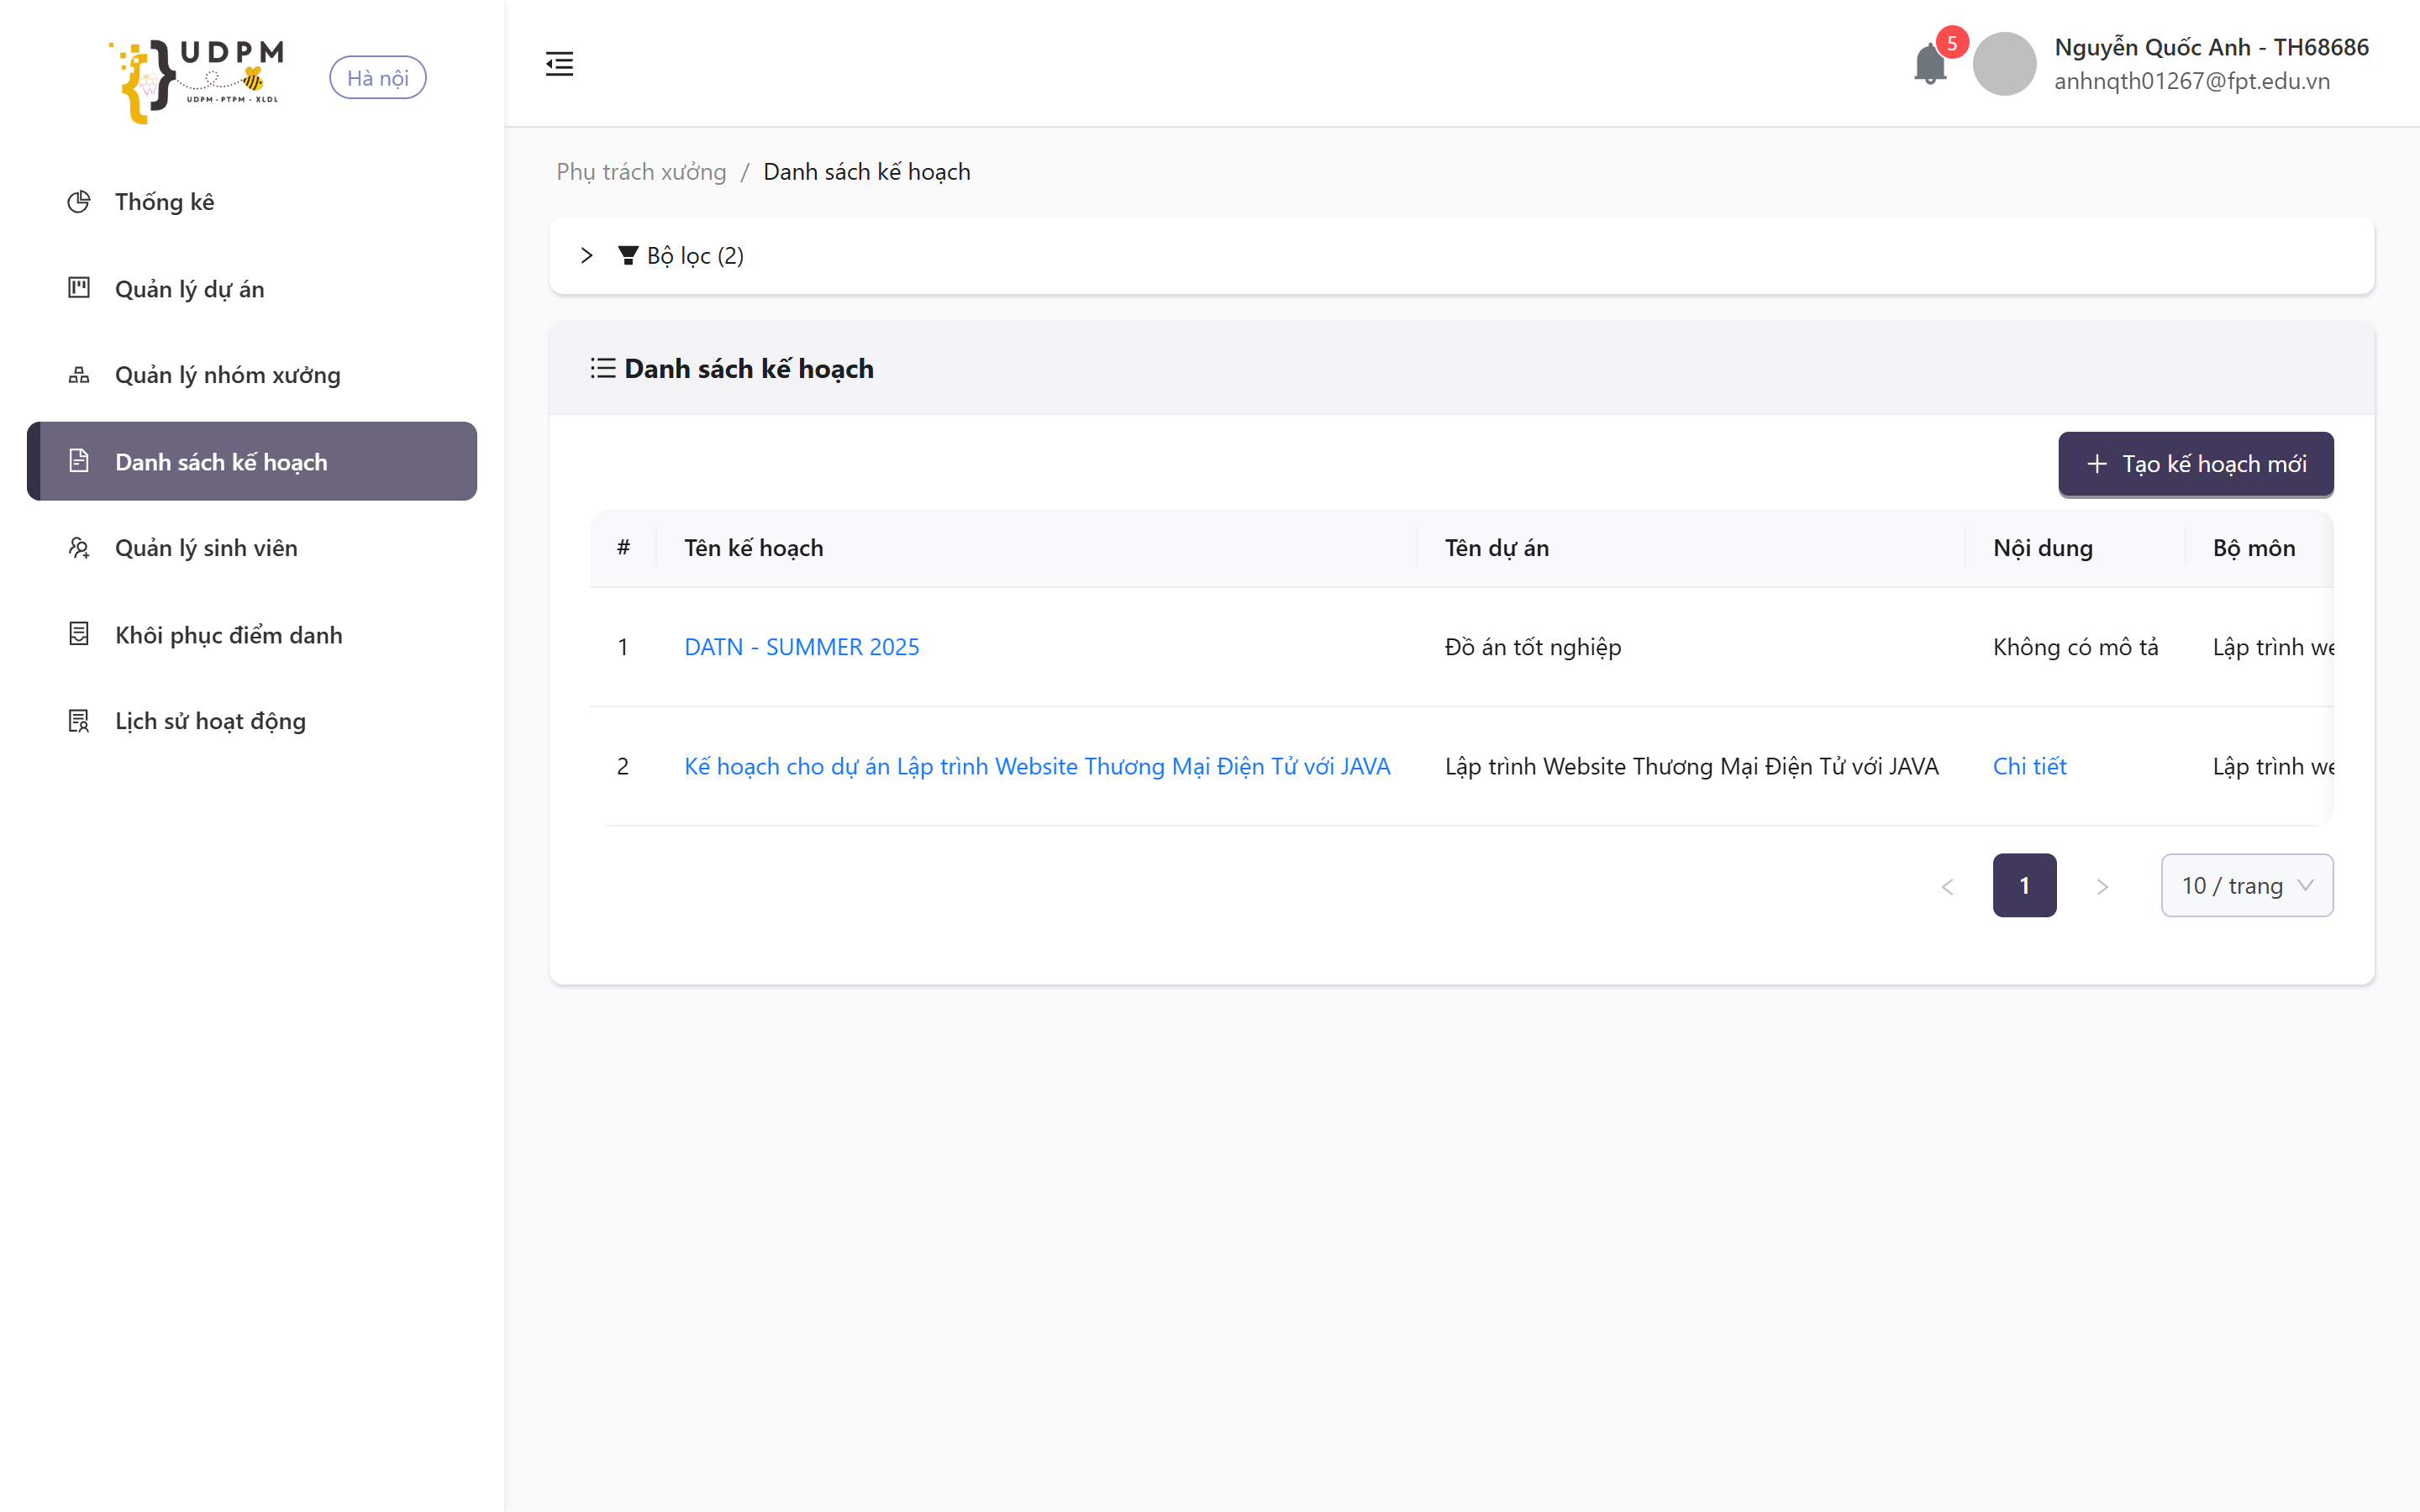 UDPM
UDPM - PTPM - XLDL
Hà nội
5
Nguyễn Quốc Anh - TH68686
anhnqth01267@fpt.edu.vn
Thống kê
Quản lý dự án
Quản lý nhóm xưởng
Danh sách kế hoạch
Quản lý sinh viên
Khôi phục điểm danh
Lịch sử hoạt động
Phụ trách xưởng / Danh sách kế hoạch
Bộ lọc (2)
Danh sách kế hoạch
Tạo kế hoạch mới
# Tên kế hoạch Tên dự án Nội dung Bộ môn
1 DATN - SUMMER 2025 Đồ án tốt nghiệp Không có mô tả Lập trình we
2 Kế hoạch cho dự án Lập trình Website Thương Mại Điện Tử với JAVA Lập trình Website Thương Mại Điện Tử với JAVA Chi tiết Lập trình we
1
10 / trang